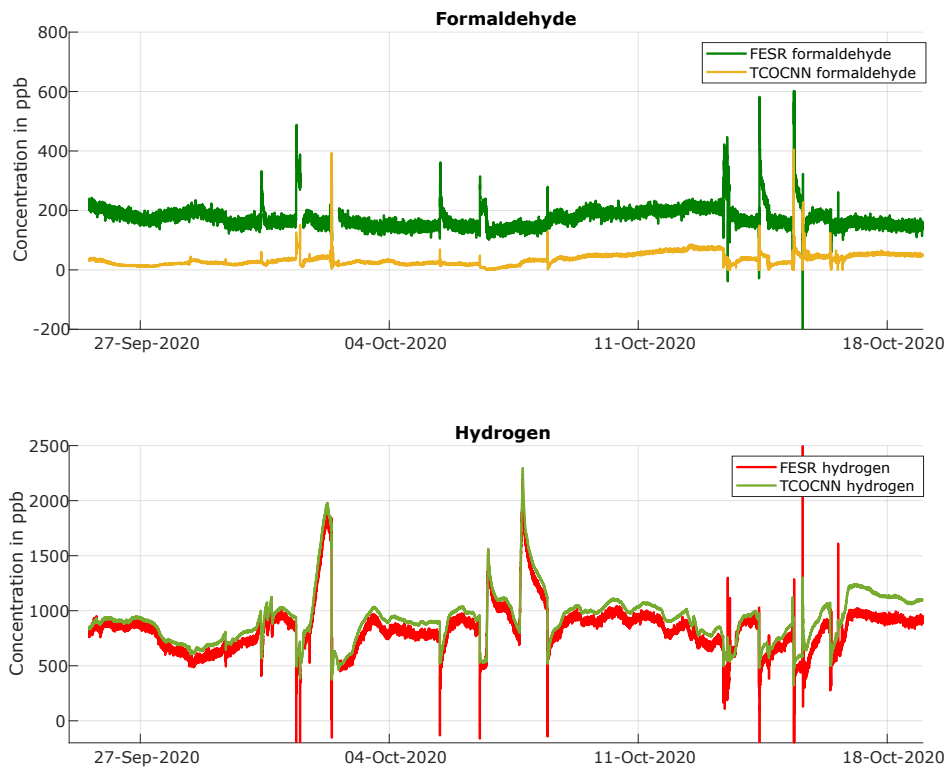 Formaldehyde
800
600
400
200
0
-200
Concentration in ppb
FESR formaldehyde
TCOCNN formaldehyde
27-Sep-2020 04-Oct-2020 11-Oct-2020 18-Oct-2020
Hydrogen
2500
2000
1500
1000
500
0
Concentration in ppb
FESR hydrogen
TCOCNN hydrogen
27-Sep-2020 04-Oct-2020 11-Oct-2020 18-Oct-2020